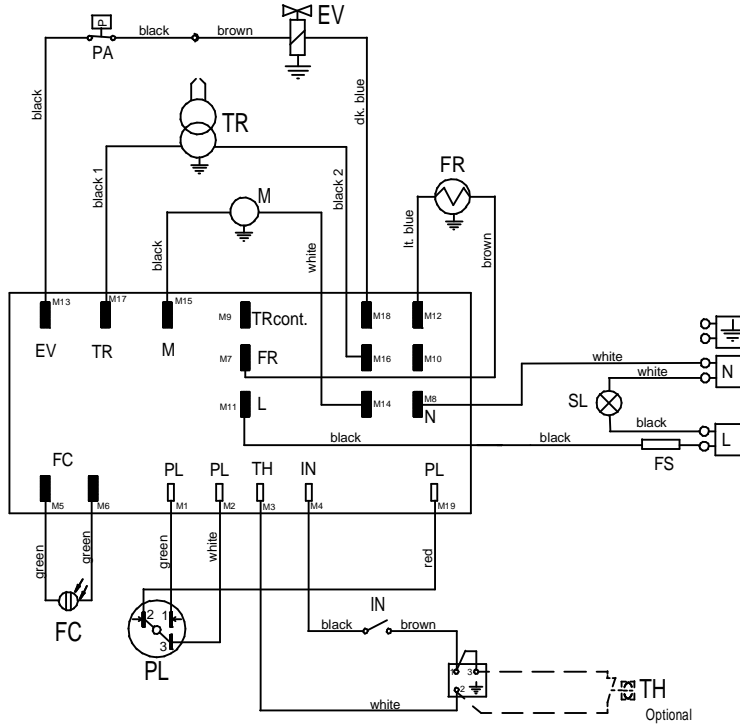 EV
P
PA
black
brown
black
dk. blue
TR
black 1
black 2
FR
M
lt. blue
brown
black
white
M13
M17
M15
M9
TRcont.
M18
M12
EV
TR
M
M7
FR
M16
M10
white
N
white
M11
L
M14
M8
N
SL
black
L
black
black
FS
FC
PL
PL
TH
IN
PL
M5
M6
M1
M2
M3
M4
M19
green
green
green
white
red
FC
2
1
3
PL
IN
black
brown
1
3
2
white
TH
Optional